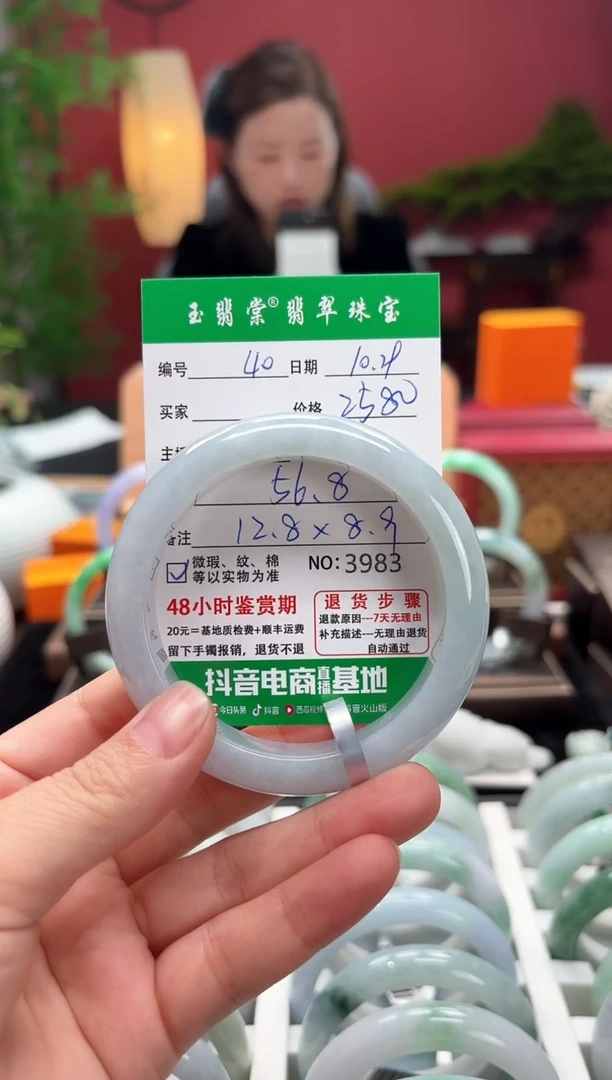 玉翡棠®翡翠珠宝
编号 40 日期 10.29
买家 价格 2580
主
56.8
备注 12.8×8.9
微瑕、纹、棉
等以实物为准
NO:3983
48小时鉴赏期
20元=基地质检费+顺丰运费
留下手镯报销，退货不退
退货步骤
退款原因---7天无理由
补充描述---无理由退货
自动通过
抖音电商直播基地
今日头条 抖音 西瓜视频 抖音火山版